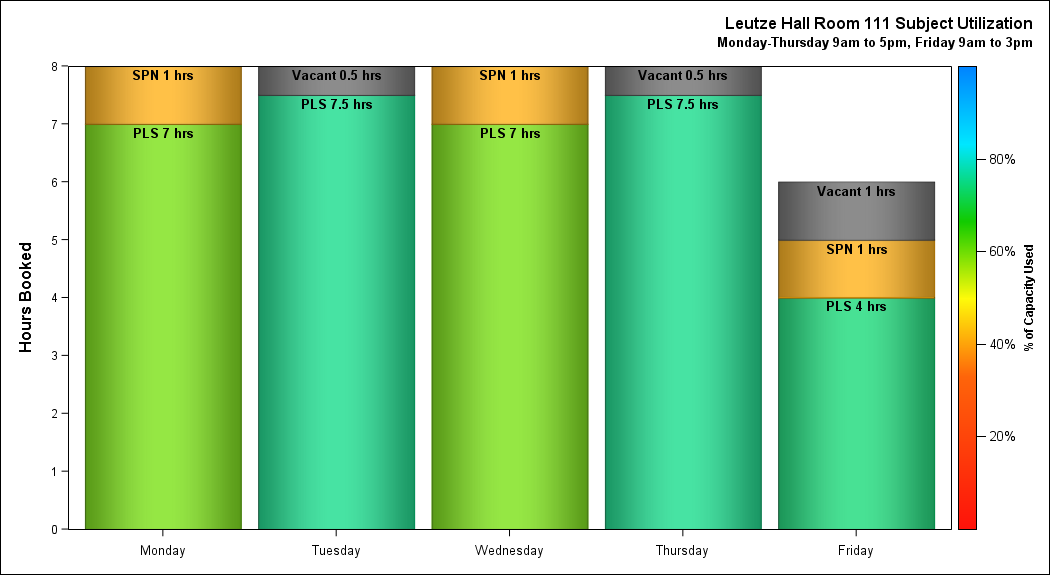 Leutze Hall Room 111 Subject Utilization
Monday-Thursday 9am to 5pm, Friday 9am to 3pm
Hours Booked
8
7
6
5
4
3
2
1
0
SPN 1 hrs
PLS 7 hrs
Vacant 0.5 hrs
PLS 7.5 hrs
SPN 1 hrs
PLS 7 hrs
Vacant 0.5 hrs
PLS 7.5 hrs
Vacant 1 hrs
SPN 1 hrs
PLS 4 hrs
Monday
Tuesday
Wednesday
Thursday
Friday
80%
60%
40%
20%
% of Capacity Used